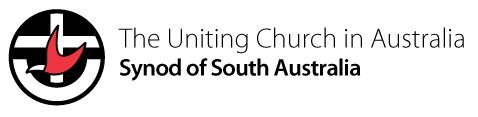 The Uniting Church in Australia
Synod of South Australia